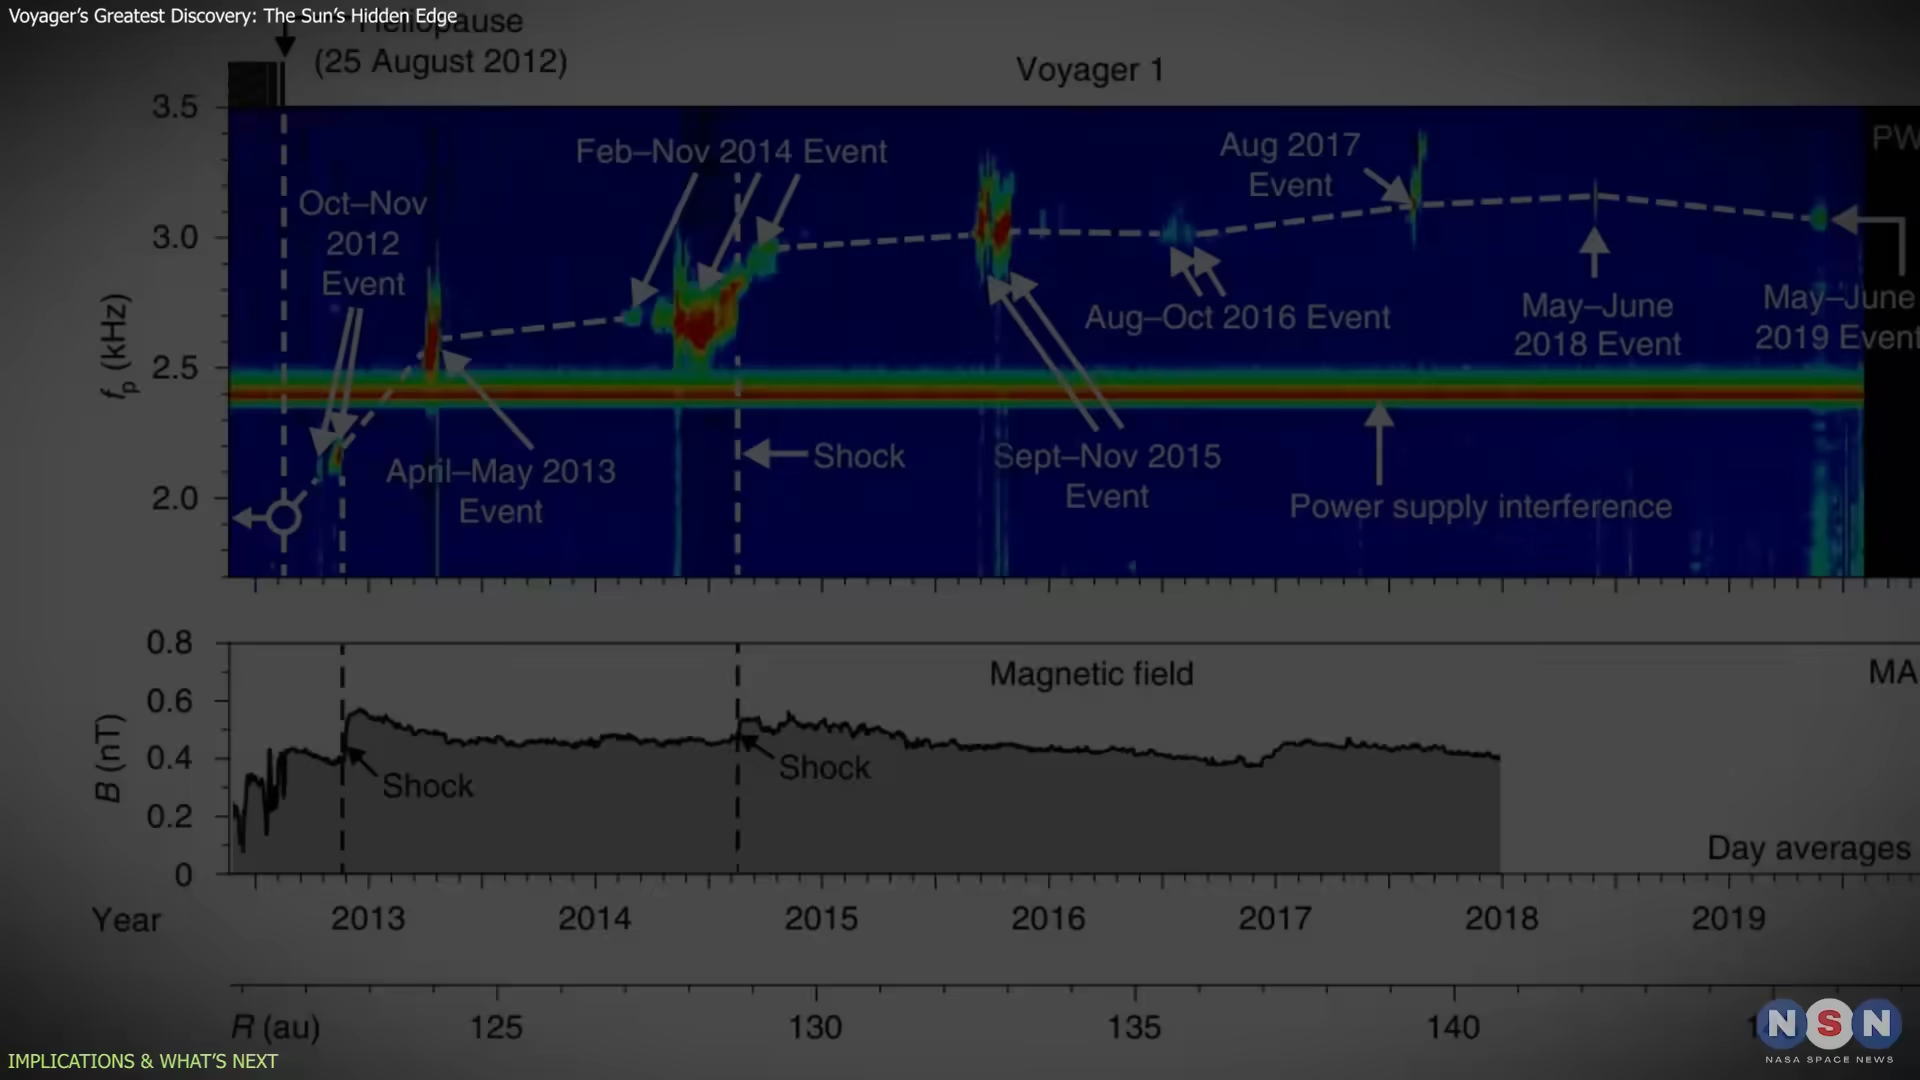 Voyager's Greatest Discovery: The Sun's Hidden Edge
Heliopause
(25 August 2012)
Voyager 1
3.5
3.0
2.5
2.0
fp (kHz)
PW
Oct–Nov
2012
Event
Feb–Nov 2014 Event
Aug 2017
Event
April–May 2013
Event
Shock
Sept–Nov 2015
Event
Aug–Oct 2016 Event
May–June
2018 Event
May–June
2019 Event
Power supply interference
0.8
0.6
0.4
0.2
0
B (nT)
Magnetic field
MA
Shock
Shock
Day averages
Year 2013 2014 2015 2016 2017 2018 2019
R (au) 125 130 135 140
NSN
NASA SPACE NEWS
IMPLICATIONS & WHAT'S NEXT